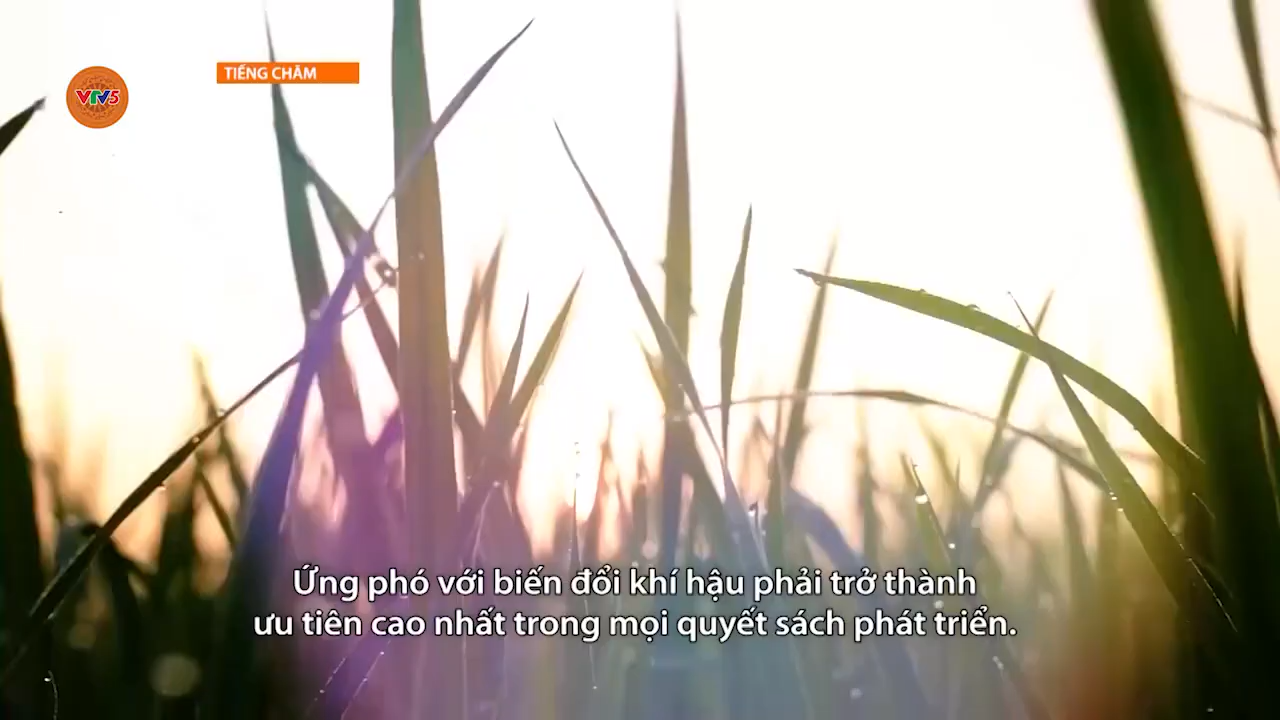 TIẾNG CHĂM
VTV5
Ứng phó với biến đổi khí hậu phải trở thành
ưu tiên cao nhất trong mọi quyết sách phát triển.